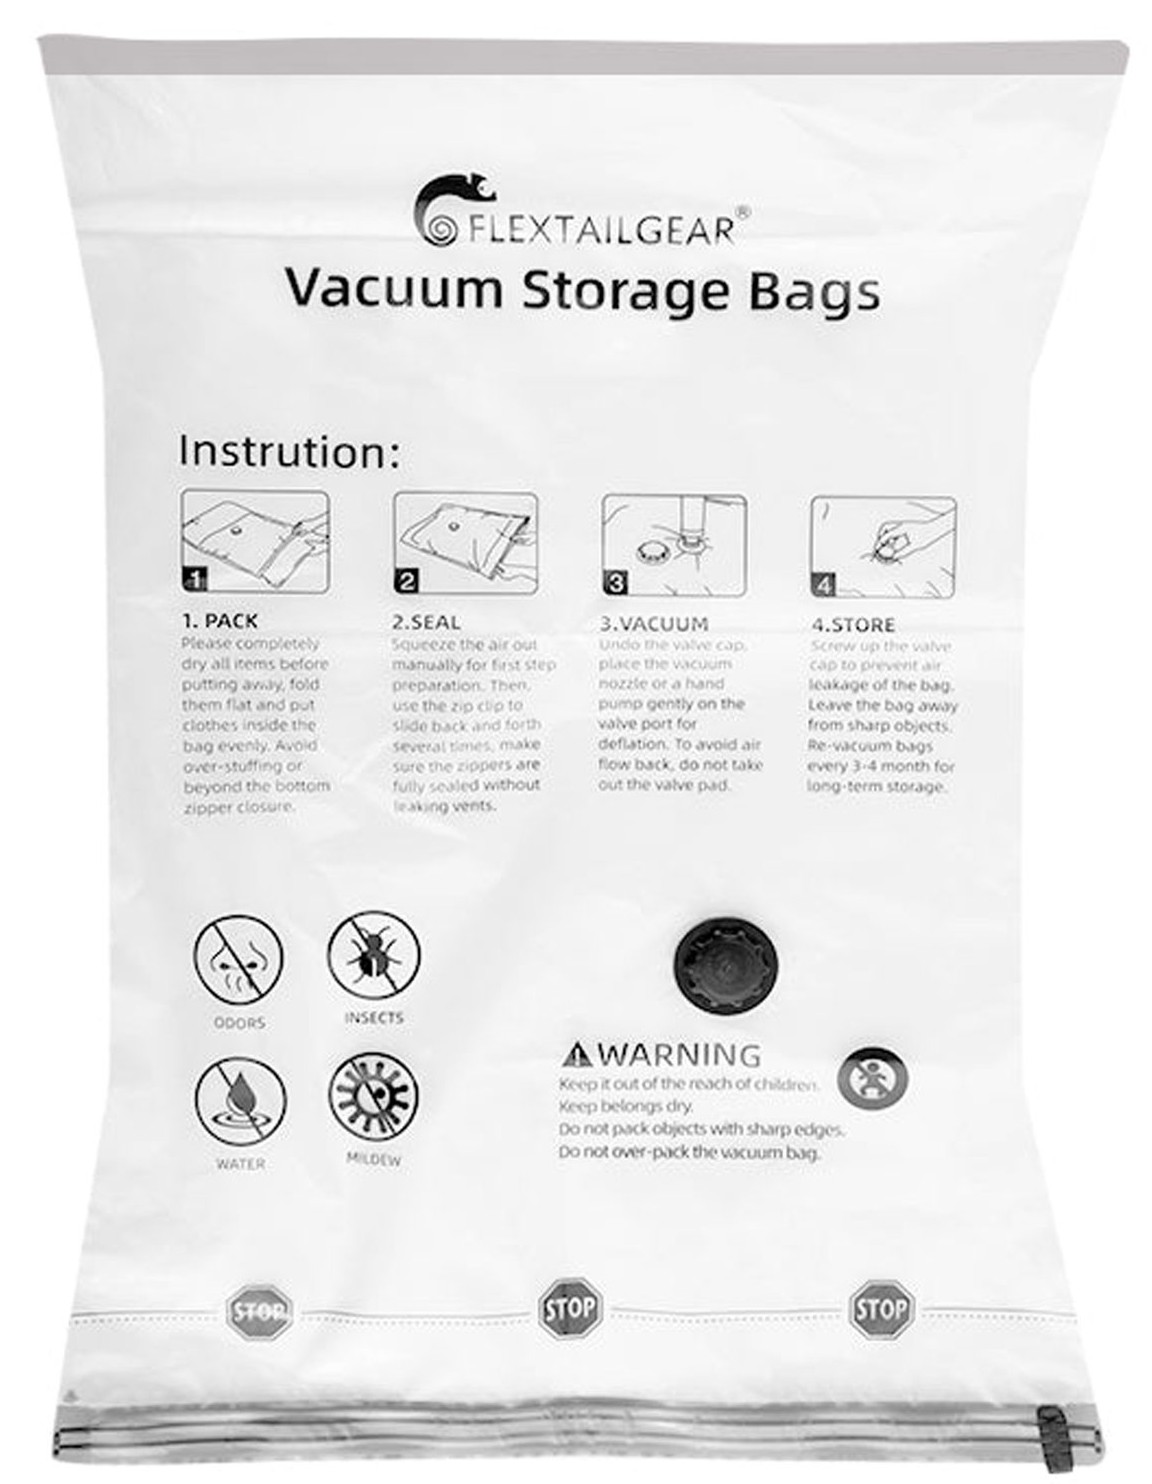 FLEXTAILGEAR®
Vacuum Storage Bags
Instrution:
1
2
3
4
1. PACK
Please completely
dry all items before
putting away, fold
them flat and put
clothes inside the
bag evenly. Avoid
over-stuffing or
beyond the bottom
zipper closure.
2.SEAL
Squeeze the air out
manually for first step
preparation. Then,
use the zip clip to
slide back and forth
several times, make
sure the zippers are
fully sealed without
leaking vents.
3.VACUUM
Undo the valve cap,
place the vacuum
nozzle or a hand
pump gently on the
valve port for
deflation. To avoid air
flow back, do not take
out the valve pad.
4.STORE
Screw up the valve
cap to prevent air
leakage of the bag.
Leave the bag away
from sharp objects.
Re-vacuum bags
every 3-4 month for
long-term storage.
ODORS
INSECTS
WATER
MILDEW
WARNING
Keep it out of the reach of children.
Keep belongs dry.
Do not pack objects with sharp edges.
Do not over-pack the vacuum bag.
STOP
STOP
STOP